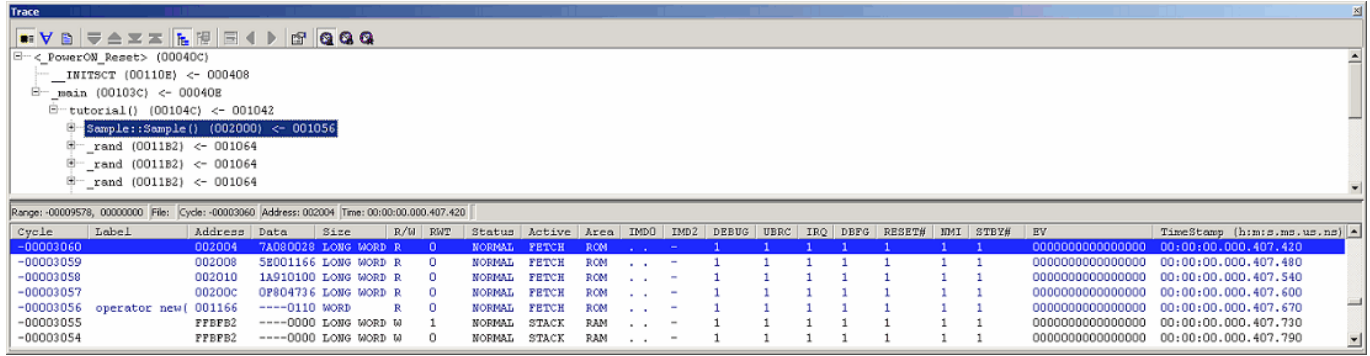 Trace
< PowerON_Reset> (00040C)
__INITSCT (00110E) <- 000408
_main (00103C) <- 00040E
tutorial() (00104C) <- 001042
Sample::Sample() (002000) <- 001056
_rand (0011B2) <- 001064
_rand (0011B2) <- 001064
_rand (0011B2) <- 001064
Range: -00009578, 00000000 File: Cycle: -00003060 Address: 002004 Time: 00:00:00.000.407.420
Cycle Label Address Data Size R/W RWT Status Active Area IMD0 IMD2 DEBUG UBRC IRQ DBFG RESET# NMI STBY# EV TimeStamp (h:m:s.ms.us.ns)
-00003060 002004 7A080028 LONG WORD R 0 NORMAL FETCH ROM . . - 1 1 1 1 1 1 1 0000000000000000 00:00:00.000.407.420
-00003059 002008 5E001166 LONG WORD R 0 NORMAL FETCH ROM . . - 1 1 1 1 1 1 1 0000000000000000 00:00:00.000.407.480
-00003058 002010 1A910100 LONG WORD R 0 NORMAL FETCH ROM . . - 1 1 1 1 1 1 1 0000000000000000 00:00:00.000.407.540
-00003057 00200C 0F804736 LONG WORD R 0 NORMAL FETCH ROM . . - 1 1 1 1 1 1 1 0000000000000000 00:00:00.000.407.600
-00003056 operator new( 001166 ----0110 WORD R 0 NORMAL FETCH ROM . . - 1 1 1 1 1 1 1 0000000000000000 00:00:00.000.407.670
-00003055 FFBFB2 ----0000 LONG WORD W 1 NORMAL STACK RAM . . - 1 1 1 1 1 1 1 0000000000000000 00:00:00.000.407.730
-00003054 FFBFB2 ----0000 LONG WORD W 0 NORMAL STACK RAM . . - 1 1 1 1 1 1 1 0000000000000000 00:00:00.000.407.790